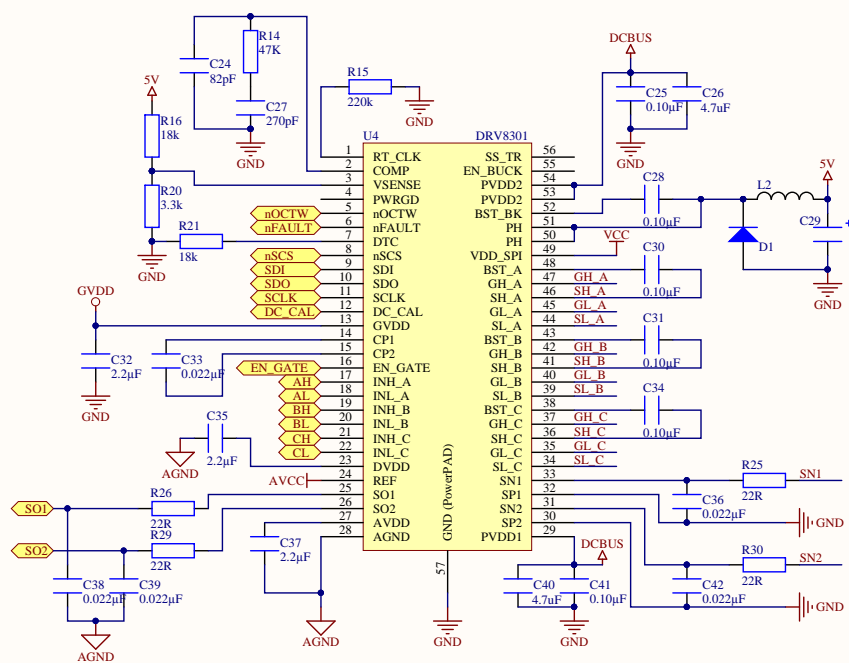 DCBUS
R14
47K
C24
82pF
C27
270pF
GND
R15
220k
GND
C25
0.10µF
C26
4.7uF
GND
5V
R16
18k
R20
3.3k
R21
18k
GND
U4
DRV8301
1 RT_CLK
2 COMP
3 VSENSE
4 PWRGD
5 nOCTW
6 nFAULT
7 DTC
8 nSCS
9 SDI
10 SDO
11 SCLK
12 DC_CAL
13 GVDD
14 CP1
15 CP2
16 EN_GATE
17 INH_A
18 INL_A
19 INH_B
20 INL_B
21 INH_C
22 INL_C
23 DVDD
24 REF
25 SO1
26 SO2
27 AVDD
28 AGND
SS_TR 56
EN_BUCK 55
PVDD2 54
PVDD2 53
BST_BK 52
PH 51
PH 50
VDD_SPI 49
BST_A 48
GH_A 47
SH_A 46
GL_A 45
SL_A 44
BST_B 43
GH_B 42
SH_B 41
GL_B 40
SL_B 39
BST_C 38
GH_C 37
SH_C 36
GL_C 35
SL_C 34
SN1 33
SP1 32
SN2 31
SP2 30
PVDD1 29
GND (PowerPAD)
57
GND
nOCTW
nFAULT
nSCS
SDI
SDO
SCLK
DC_CAL
GVDD
C32
2.2µF
GND
C33
0.022µF
EN_GATE
AH
AL
BH
BL
CH
CL
C35
2.2µF
AGND
AVCC
SO1
R26
22R
SO2
R29
22R
C38
0.022µF
C39
0.022µF
AGND
C37
2.2µF
AGND
C28
0.10µF
L2
5V
C29
+
D1
GND
VCC
C30
0.10µF
GH_A
SH_A
GL_A
SL_A
C31
0.10µF
GH_B
SH_B
GL_B
SL_B
C34
0.10µF
GH_C
SH_C
GL_C
SL_C
R25
22R
SN1
C36
0.022µF
GND
R30
22R
SN2
C42
0.022µF
GND
DCBUS
C40
4.7uF
C41
0.10µF
GND